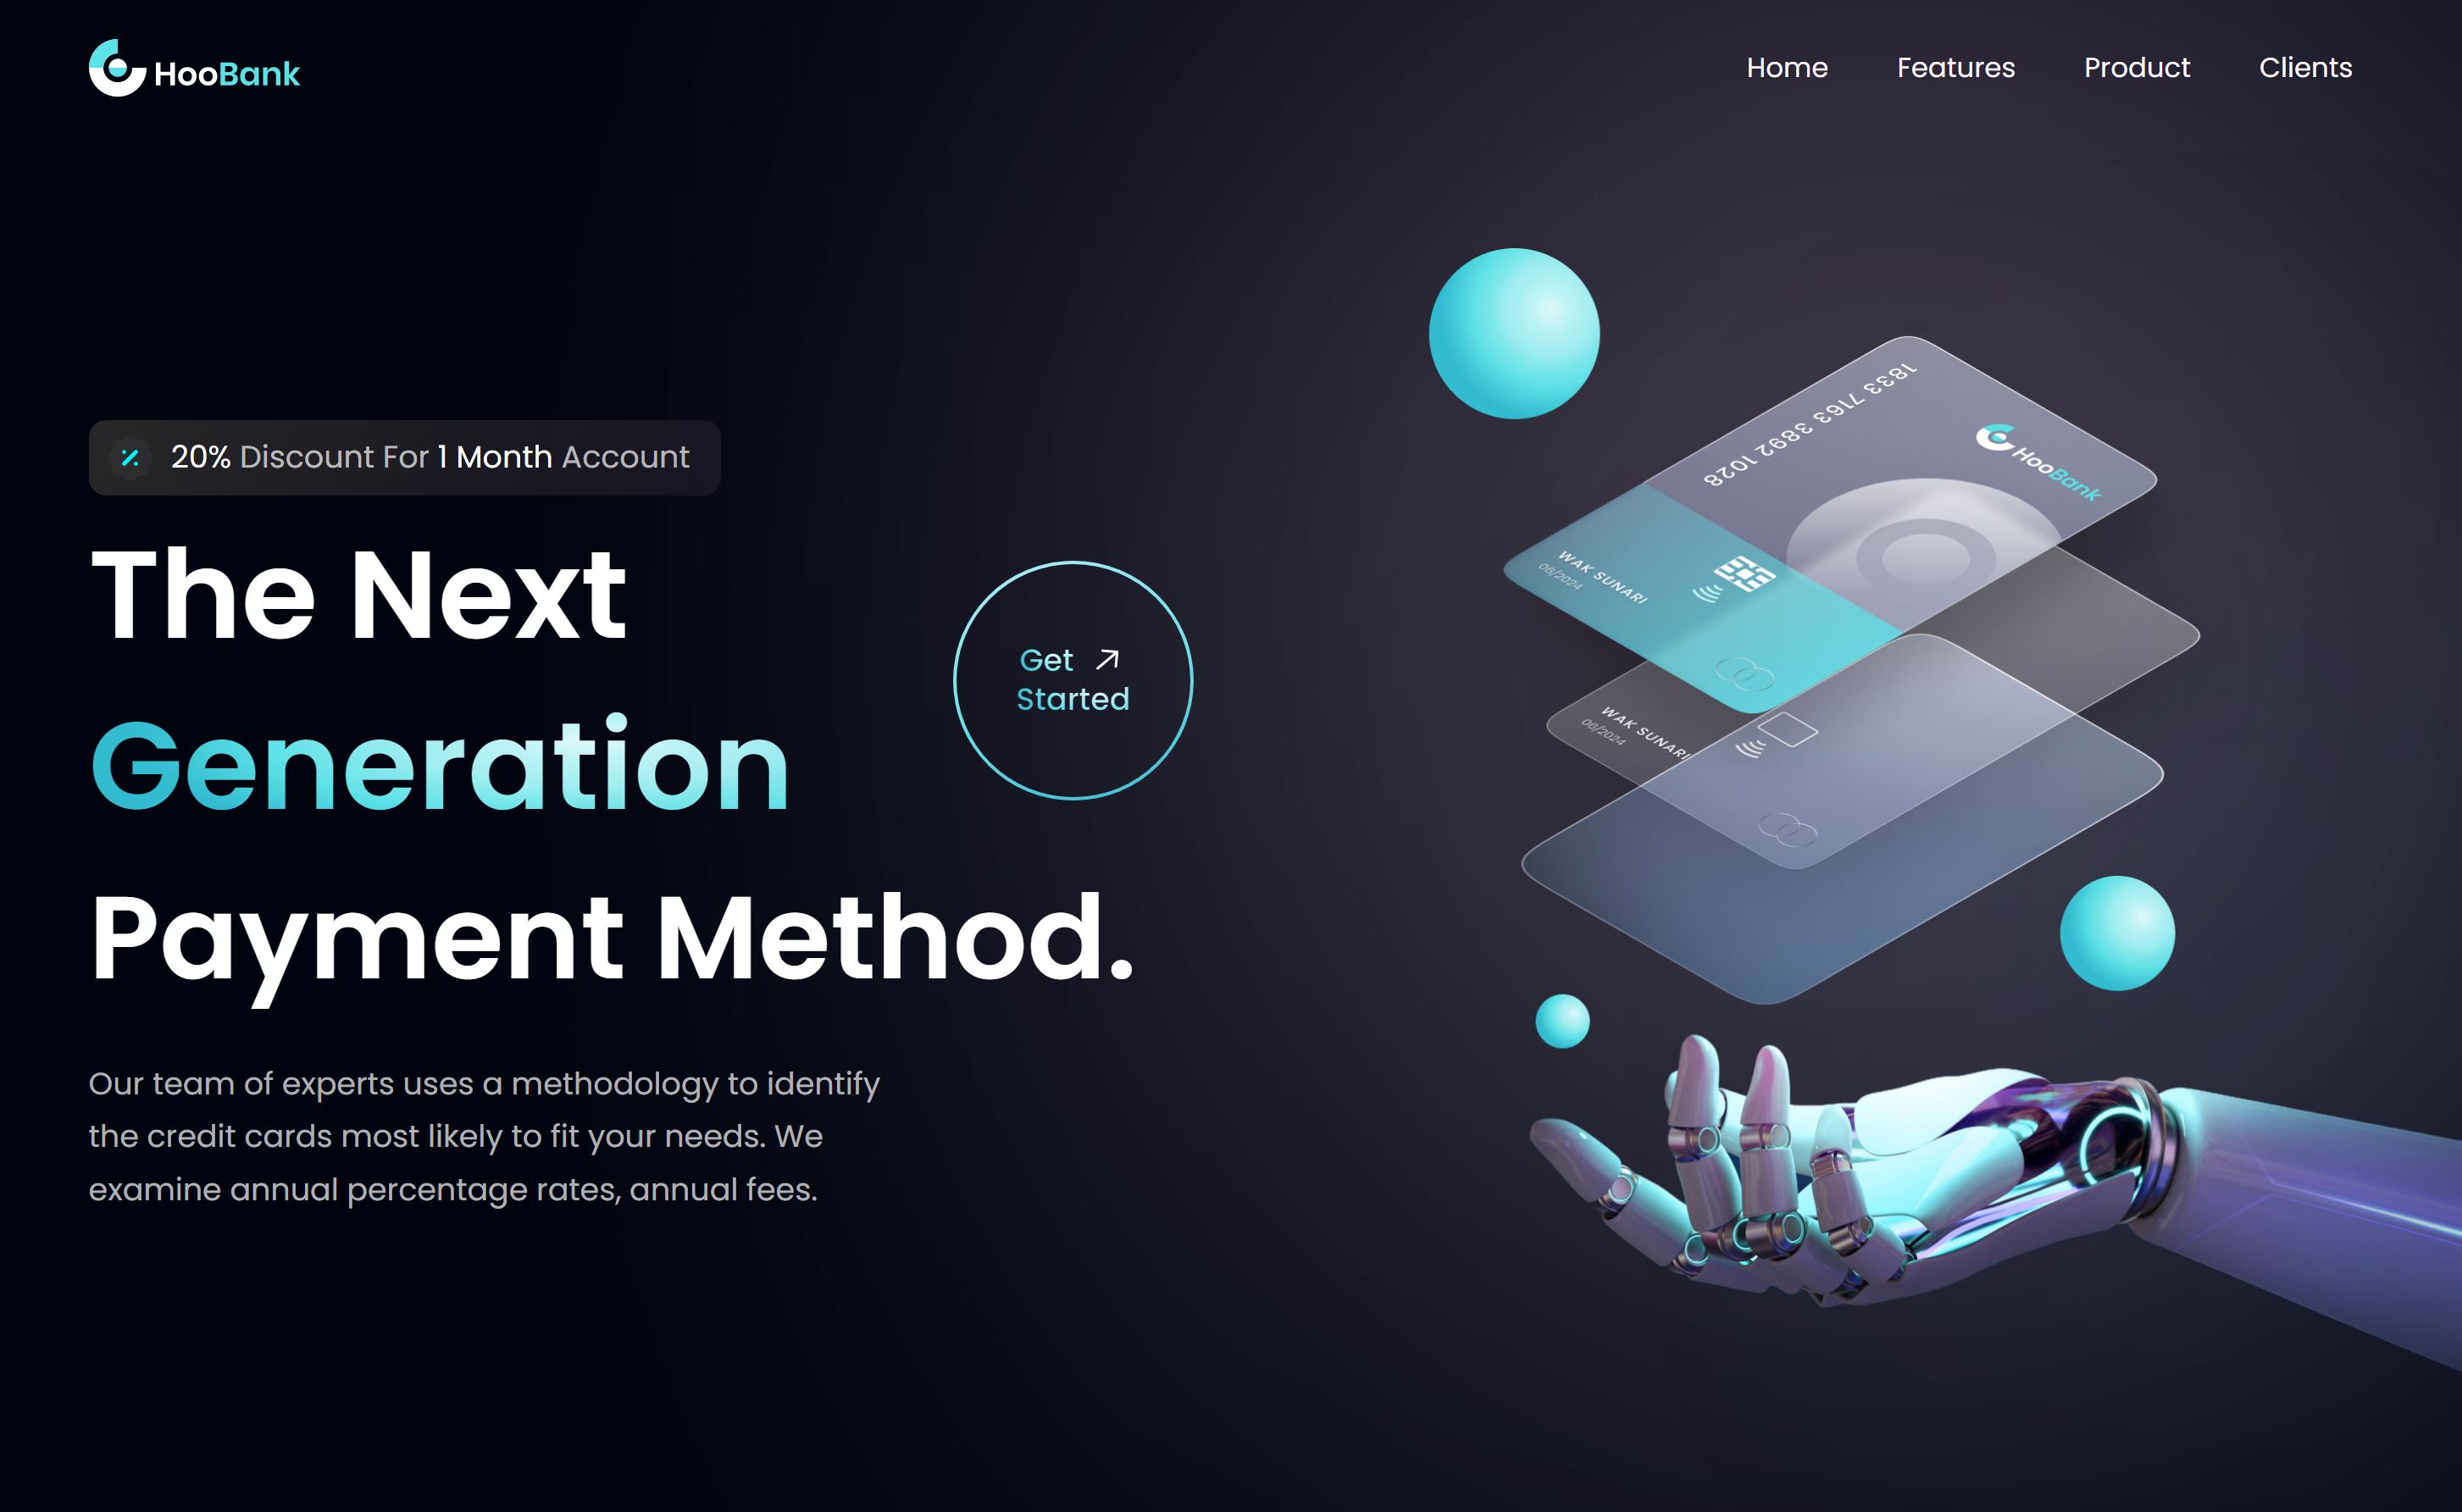 HooBank
Home Features Product Clients
20% Discount For 1 Month Account
The Next
Generation
Payment Method.
Get
Started
Our team of experts uses a methodology to identify
the credit cards most likely to fit your needs. We
examine annual percentage rates, annual fees.
1833 7163 3892 1028
HooBank
WAK SUNARI
08/2024
WAK SUNARI
08/2024